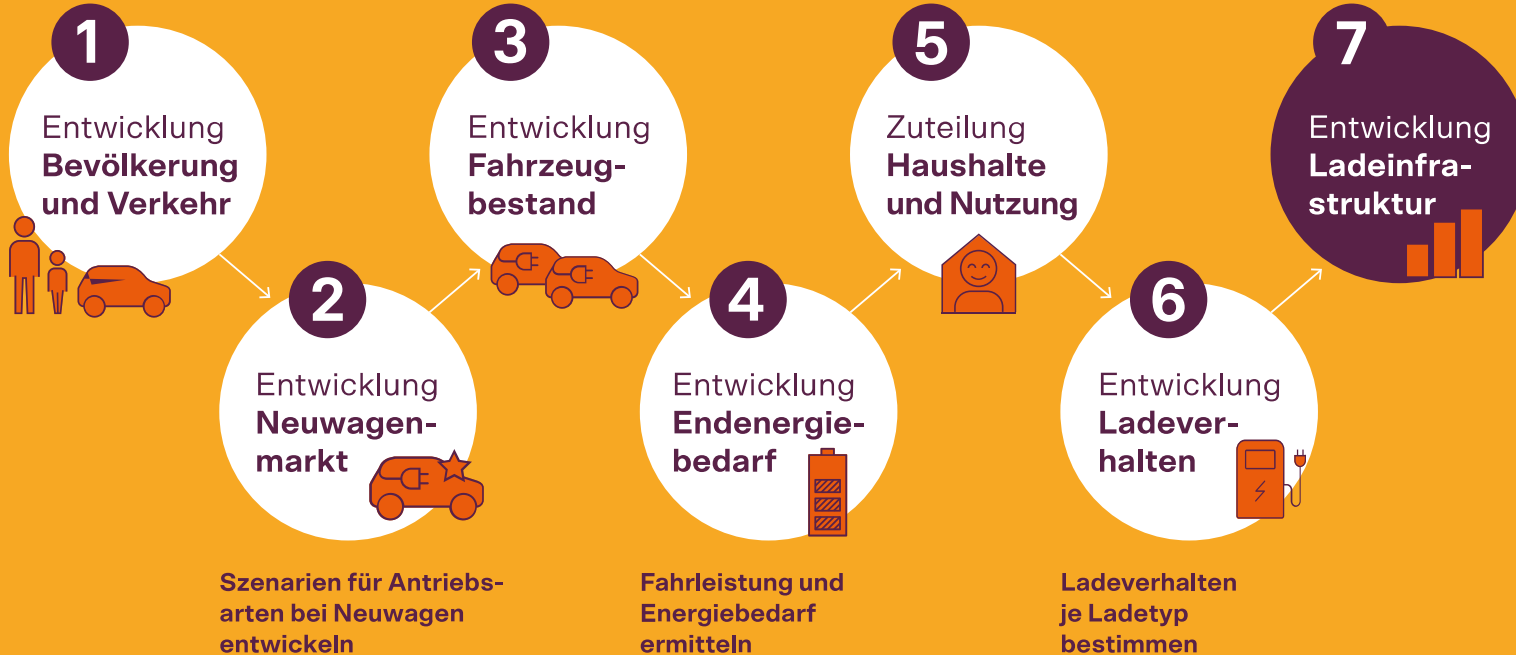 1
Entwicklung
Bevölkerung
und Verkehr
2
Entwicklung
Neuwagen-
markt
Szenarien für Antriebs-
arten bei Neuwagen
entwickeln
3
Entwicklung
Fahrzeug-
bestand
4
Entwicklung
Endenergie-
bedarf
Fahrleistung und
Energiebedarf
ermitteln
5
Zuteilung
Haushalte
und Nutzung
6
Entwicklung
Ladever-
halten
Ladeverhalten
je Ladetyp
bestimmen
7
Entwicklung
Ladeinfra-
struktur